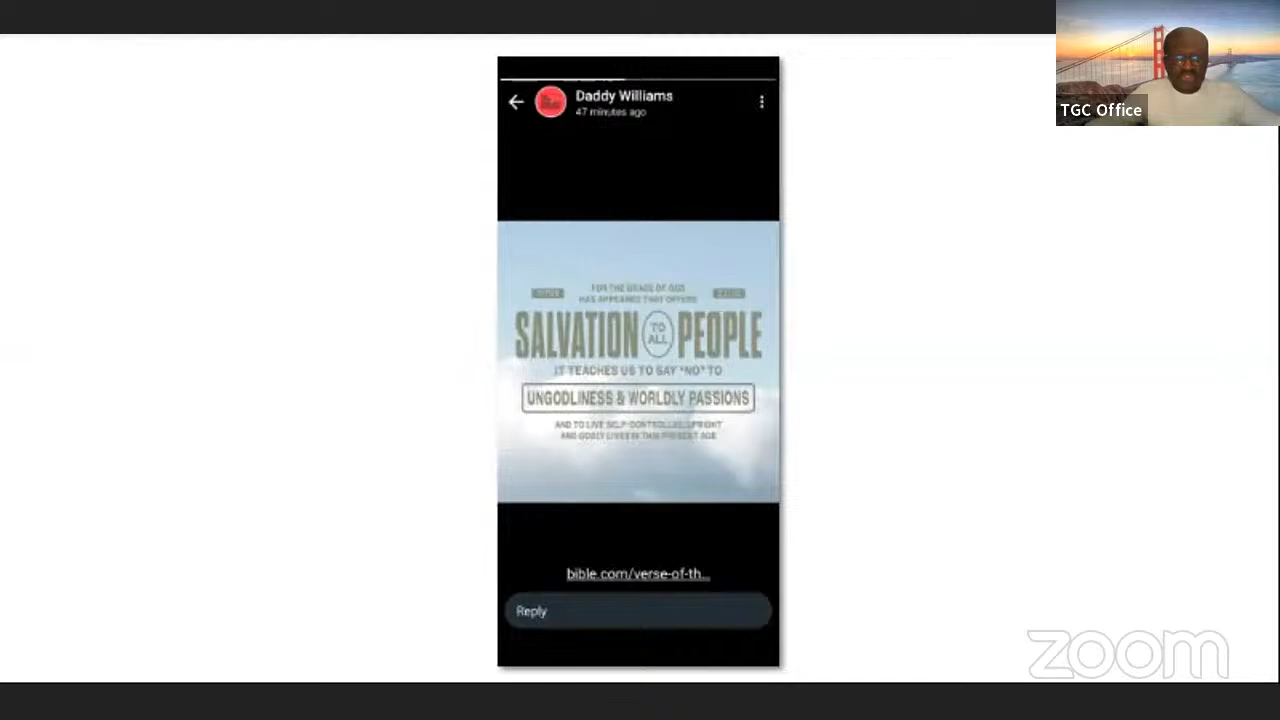 Daddy Williams
47 minutes ago
TGC Office
FOR THE GRACE OF GOD
HAS APPEARED THAT OFFERS
SALVATION TO ALL PEOPLE
IT TEACHES US TO SAY "NO" TO
UNGODLINESS & WORLDLY PASSIONS
AND TO LIVE SELF-CONTROLLED, UPRIGHT
AND GODLY LIVES IN THIS PRESENT AGE
bible.com/verse-of-th...
Reply
zoom